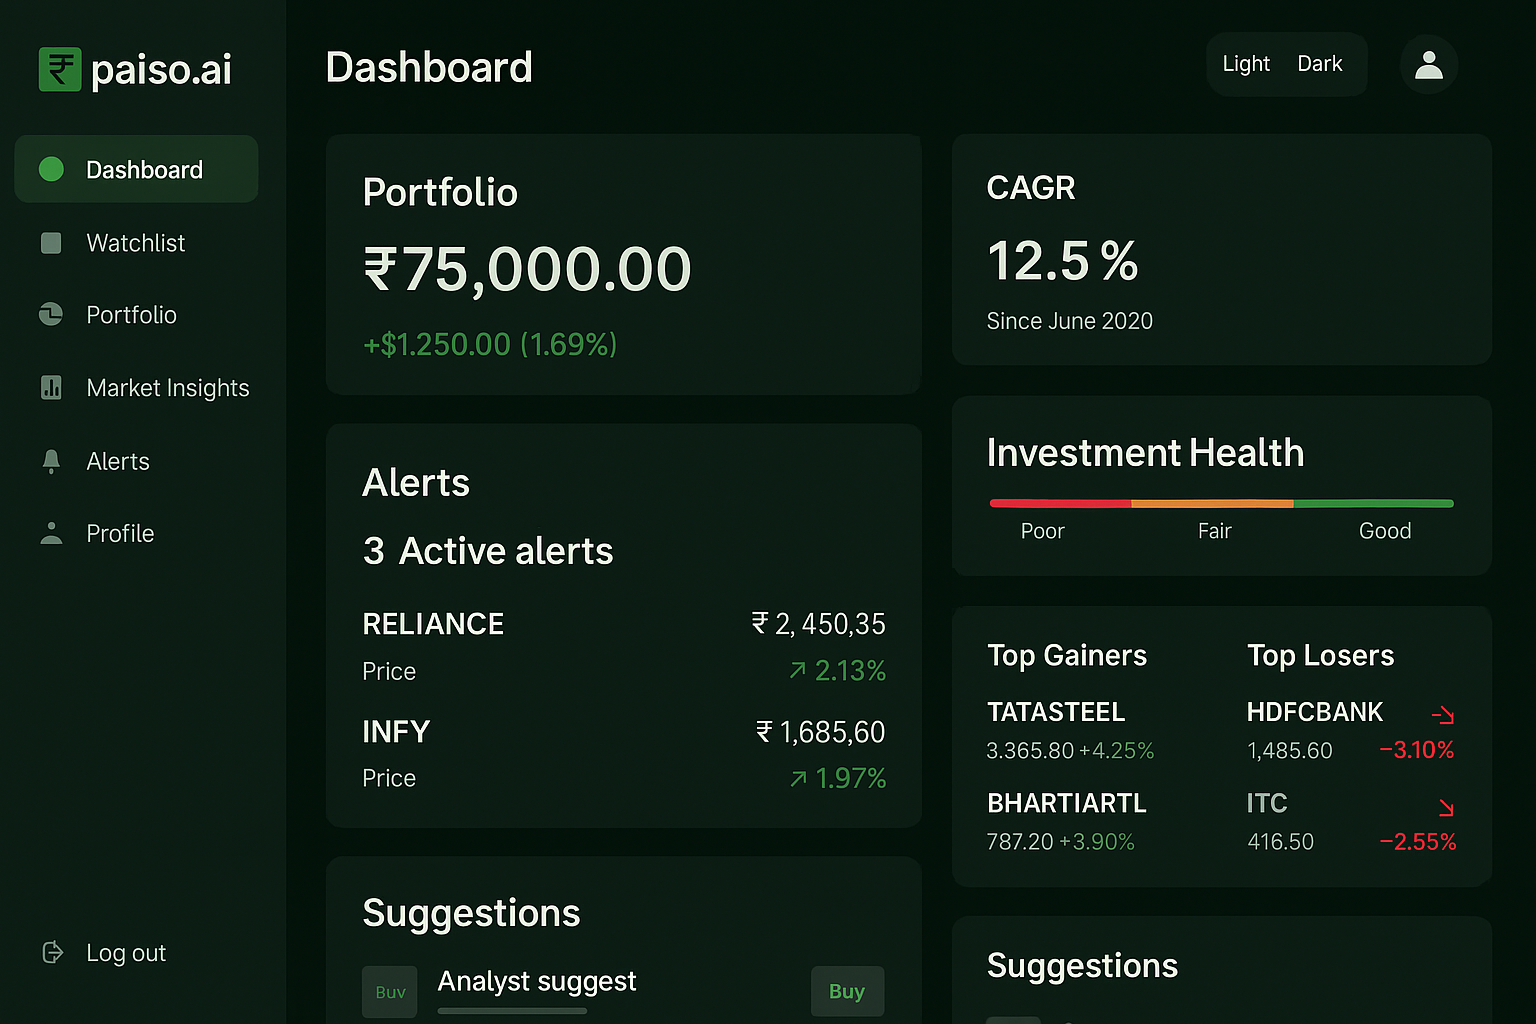 ₹ paiso.ai
Dashboard
Watchlist
Portfolio
Market Insights
Alerts
Profile
Log out
Dashboard
Light Dark
Portfolio
₹75,000.00
+$1.250.00 (1.69%)
Alerts
3 Active alerts
RELIANCE ₹ 2, 450,35
Price ↗ 2.13%
INFY ₹ 1,685,60
Price ↗ 1.97%
Suggestions
Buv Analyst suggest Buy
CAGR
12.5 %
Since June 2020
Investment Health
Poor Fair Good
Top Gainers Top Losers
TATASTEEL HDFCBANK
3.365.80 +4.25% 1,485.60 −3.10%
BHARTIARTL ITC ↘
787.20 +3.90% 416.50 −2.55%
Suggestions